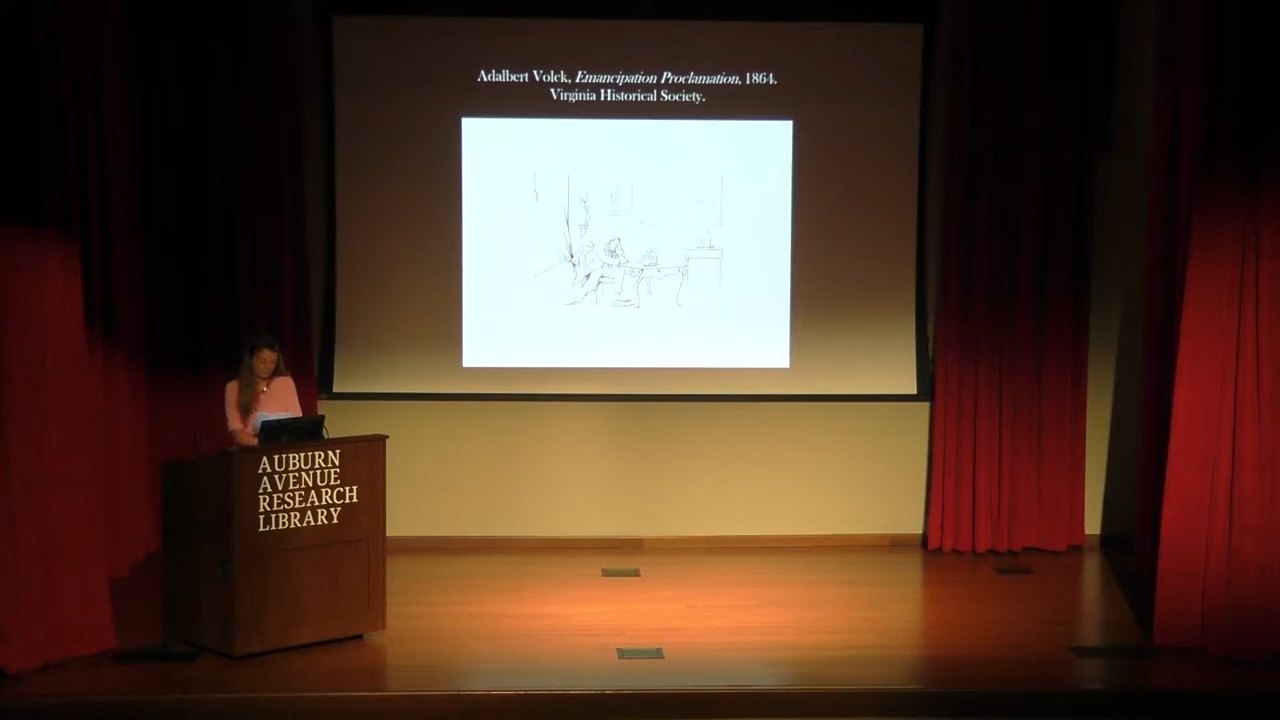 Adalbert Volck, Emancipation Proclamation, 1864.
Virginia Historical Society.
AUBURN
AVENUE
RESEARCH
LIBRARY